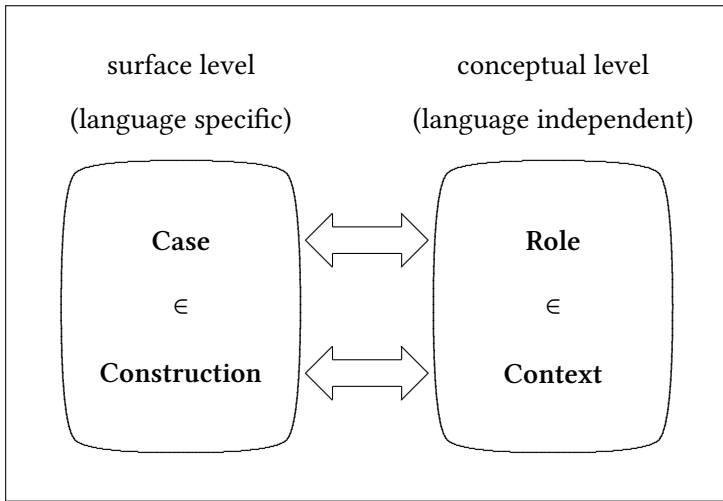 surface level
(language specific)
Case
∈
Construction
conceptual level
(language independent)
Role
∈
Context